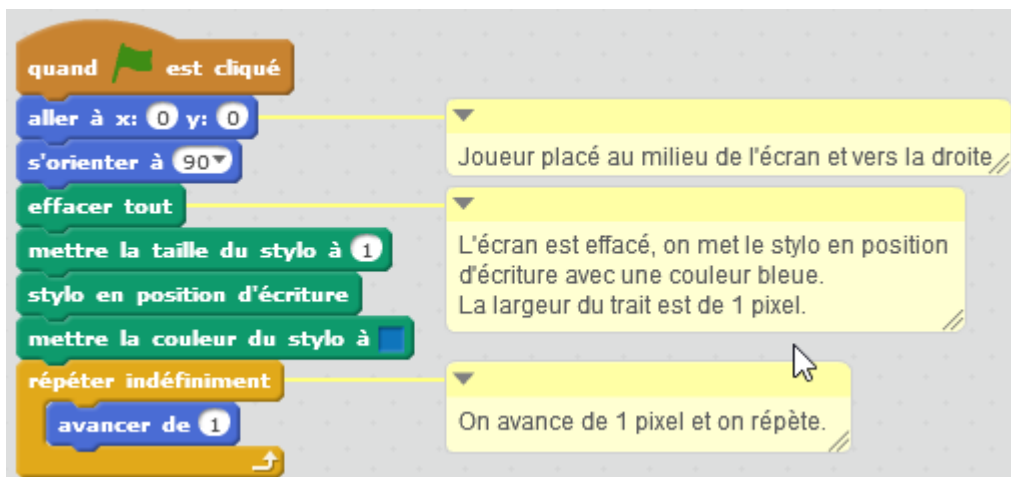 quand est cliqué
aller à x: 0 y: 0
s'orienter à 90
effacer tout
mettre la taille du stylo à 1
stylo en position d'écriture
mettre la couleur du stylo à
répéter indéfiniment
avancer de 1
Joueur placé au milieu de l'écran et vers la droite
L'écran est effacé, on met le stylo en position
d'écriture avec une couleur bleue.
La largeur du trait est de 1 pixel.
On avance de 1 pixel et on répète.